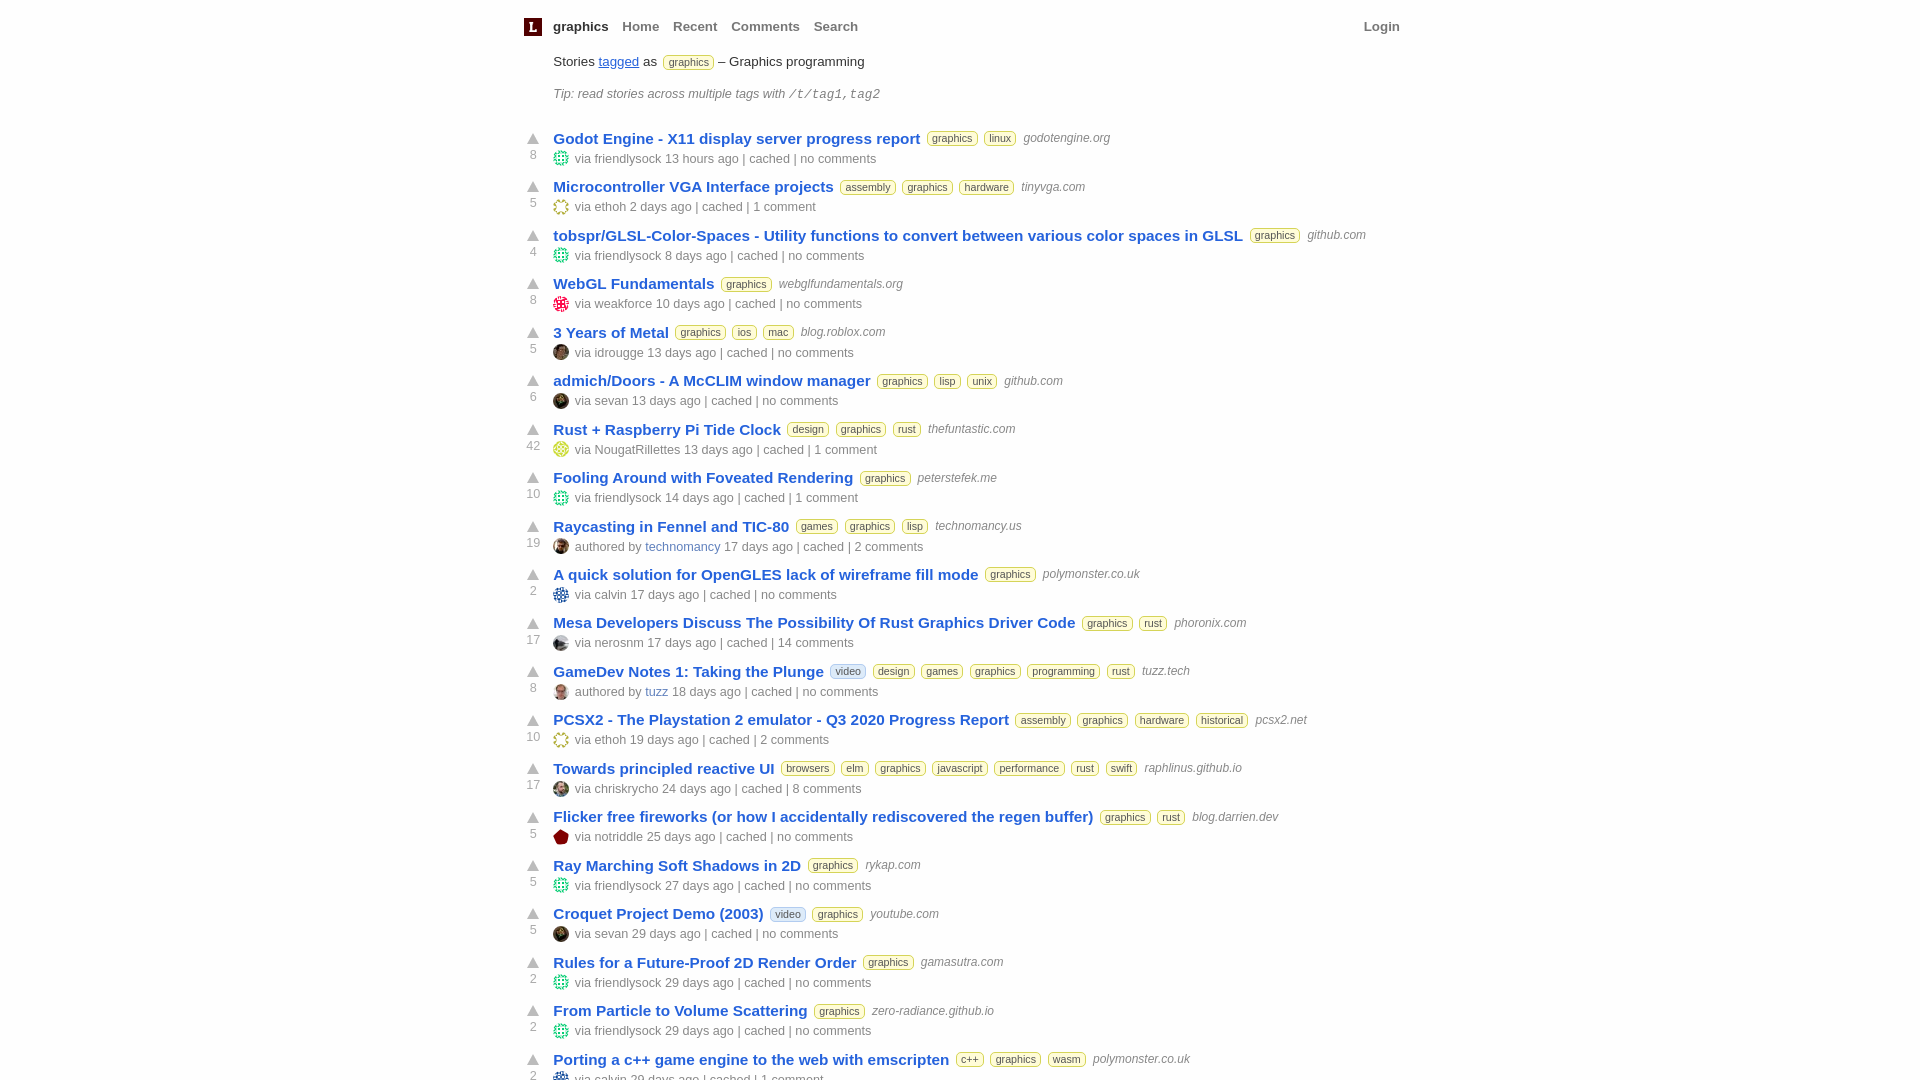 L graphics Home Recent Comments Search Login
Stories tagged as graphics – Graphics programming
Tip: read stories across multiple tags with /t/tag1,tag2
Godot Engine - X11 display server progress report graphics linux godotengine.org
8 via friendlysock 13 hours ago | cached | no comments
Microcontroller VGA Interface projects assembly graphics hardware tinyvga.com
5 via ethoh 2 days ago | cached | 1 comment
tobspr/GLSL-Color-Spaces - Utility functions to convert between various color spaces in GLSL graphics github.com
4 via friendlysock 8 days ago | cached | no comments
WebGL Fundamentals graphics webglfundamentals.org
8 via weakforce 10 days ago | cached | no comments
3 Years of Metal graphics ios mac blog.roblox.com
5 via idrougge 13 days ago | cached | no comments
admich/Doors - A McCLIM window manager graphics lisp unix github.com
6 via sevan 13 days ago | cached | no comments
Rust + Raspberry Pi Tide Clock design graphics rust thefuntastic.com
42 via NougatRillettes 13 days ago | cached | 1 comment
Fooling Around with Foveated Rendering graphics peterstefek.me
10 via friendlysock 14 days ago | cached | 1 comment
Raycasting in Fennel and TIC-80 games graphics lisp technomancy.us
19 authored by technomancy 17 days ago | cached | 2 comments
A quick solution for OpenGLES lack of wireframe fill mode graphics polymonster.co.uk
2 via calvin 17 days ago | cached | no comments
Mesa Developers Discuss The Possibility Of Rust Graphics Driver Code graphics rust phoronix.com
17 via nerosnm 17 days ago | cached | 14 comments
GameDev Notes 1: Taking the Plunge video design games graphics programming rust tuzz.tech
8 authored by tuzz 18 days ago | cached | no comments
PCSX2 - The Playstation 2 emulator - Q3 2020 Progress Report assembly graphics hardware historical pcsx2.net
10 via ethoh 19 days ago | cached | 2 comments
Towards principled reactive UI browsers elm graphics javascript performance rust swift raphlinus.github.io
17 via chriskrycho 24 days ago | cached | 8 comments
Flicker free fireworks (or how I accidentally rediscovered the regen buffer) graphics rust blog.darrien.dev
5 via notriddle 25 days ago | cached | no comments
Ray Marching Soft Shadows in 2D graphics rykap.com
5 via friendlysock 27 days ago | cached | no comments
Croquet Project Demo (2003) video graphics youtube.com
5 via sevan 29 days ago | cached | no comments
Rules for a Future-Proof 2D Render Order graphics gamasutra.com
2 via friendlysock 29 days ago | cached | no comments
From Particle to Volume Scattering graphics zero-radiance.github.io
2 via friendlysock 29 days ago | cached | no comments
Porting a c++ game engine to the web with emscripten c++ graphics wasm polymonster.co.uk
2 via calvin 29 days ago | cached | 1 comment